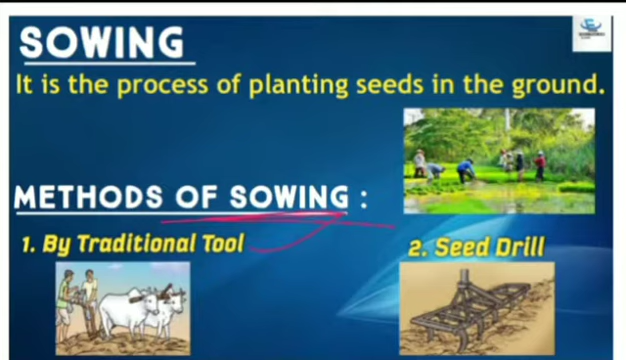 SOWING
It is the process of planting seeds in the ground.
METHODS OF SOWING :
1. By Traditional Tool
2. Seed Drill